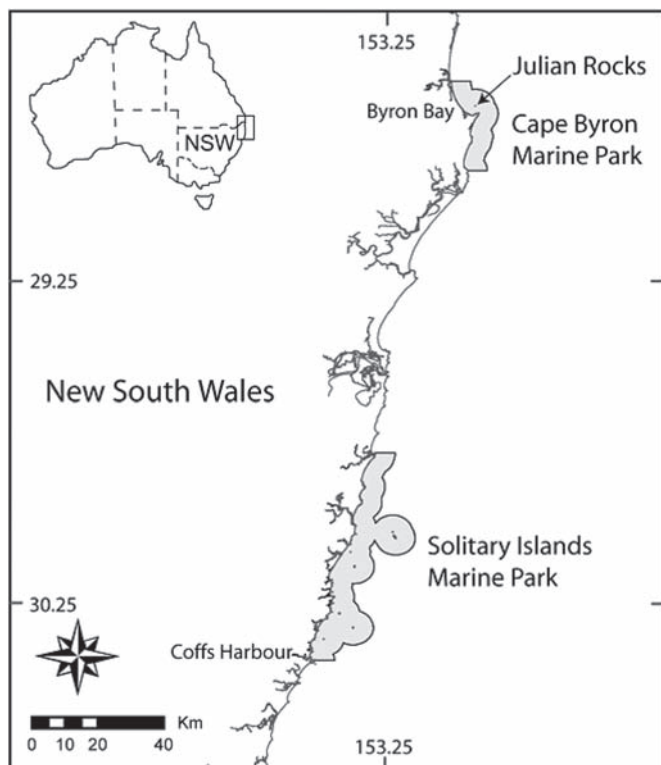 153.25
Julian Rocks
Byron Bay
Cape Byron
Marine Park
NSW
29.25
New South Wales
Solitary Islands
Marine Park
30.25
Coffs Harbour
Km
0 10 20 40
153.25